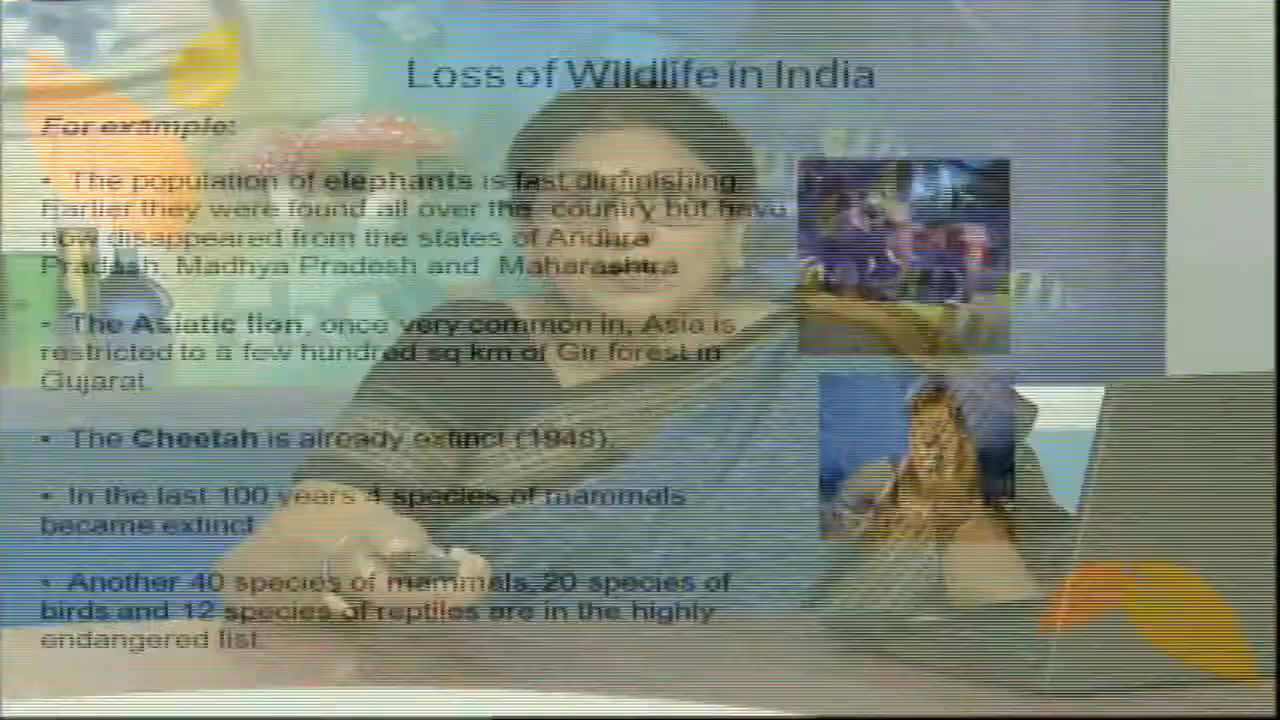 Loss of Wildlife in India
For example:
• The population of elephants is fast diminishing.
Earlier they were found all over the country but have
now disappeared from the states of Andhra
Pradesh, Madhya Pradesh and Maharashtra
• The Asiatic lion, once very common in, Asia is
restricted to a few hundred sq km of Gir forest in
Gujarat.
• The Cheetah is already extinct (1948).
• In the last 100 years 4 species of mammals
became extinct
• Another 40 species of mammals, 20 species of
birds and 12 species of reptiles are in the highly
endangered list.